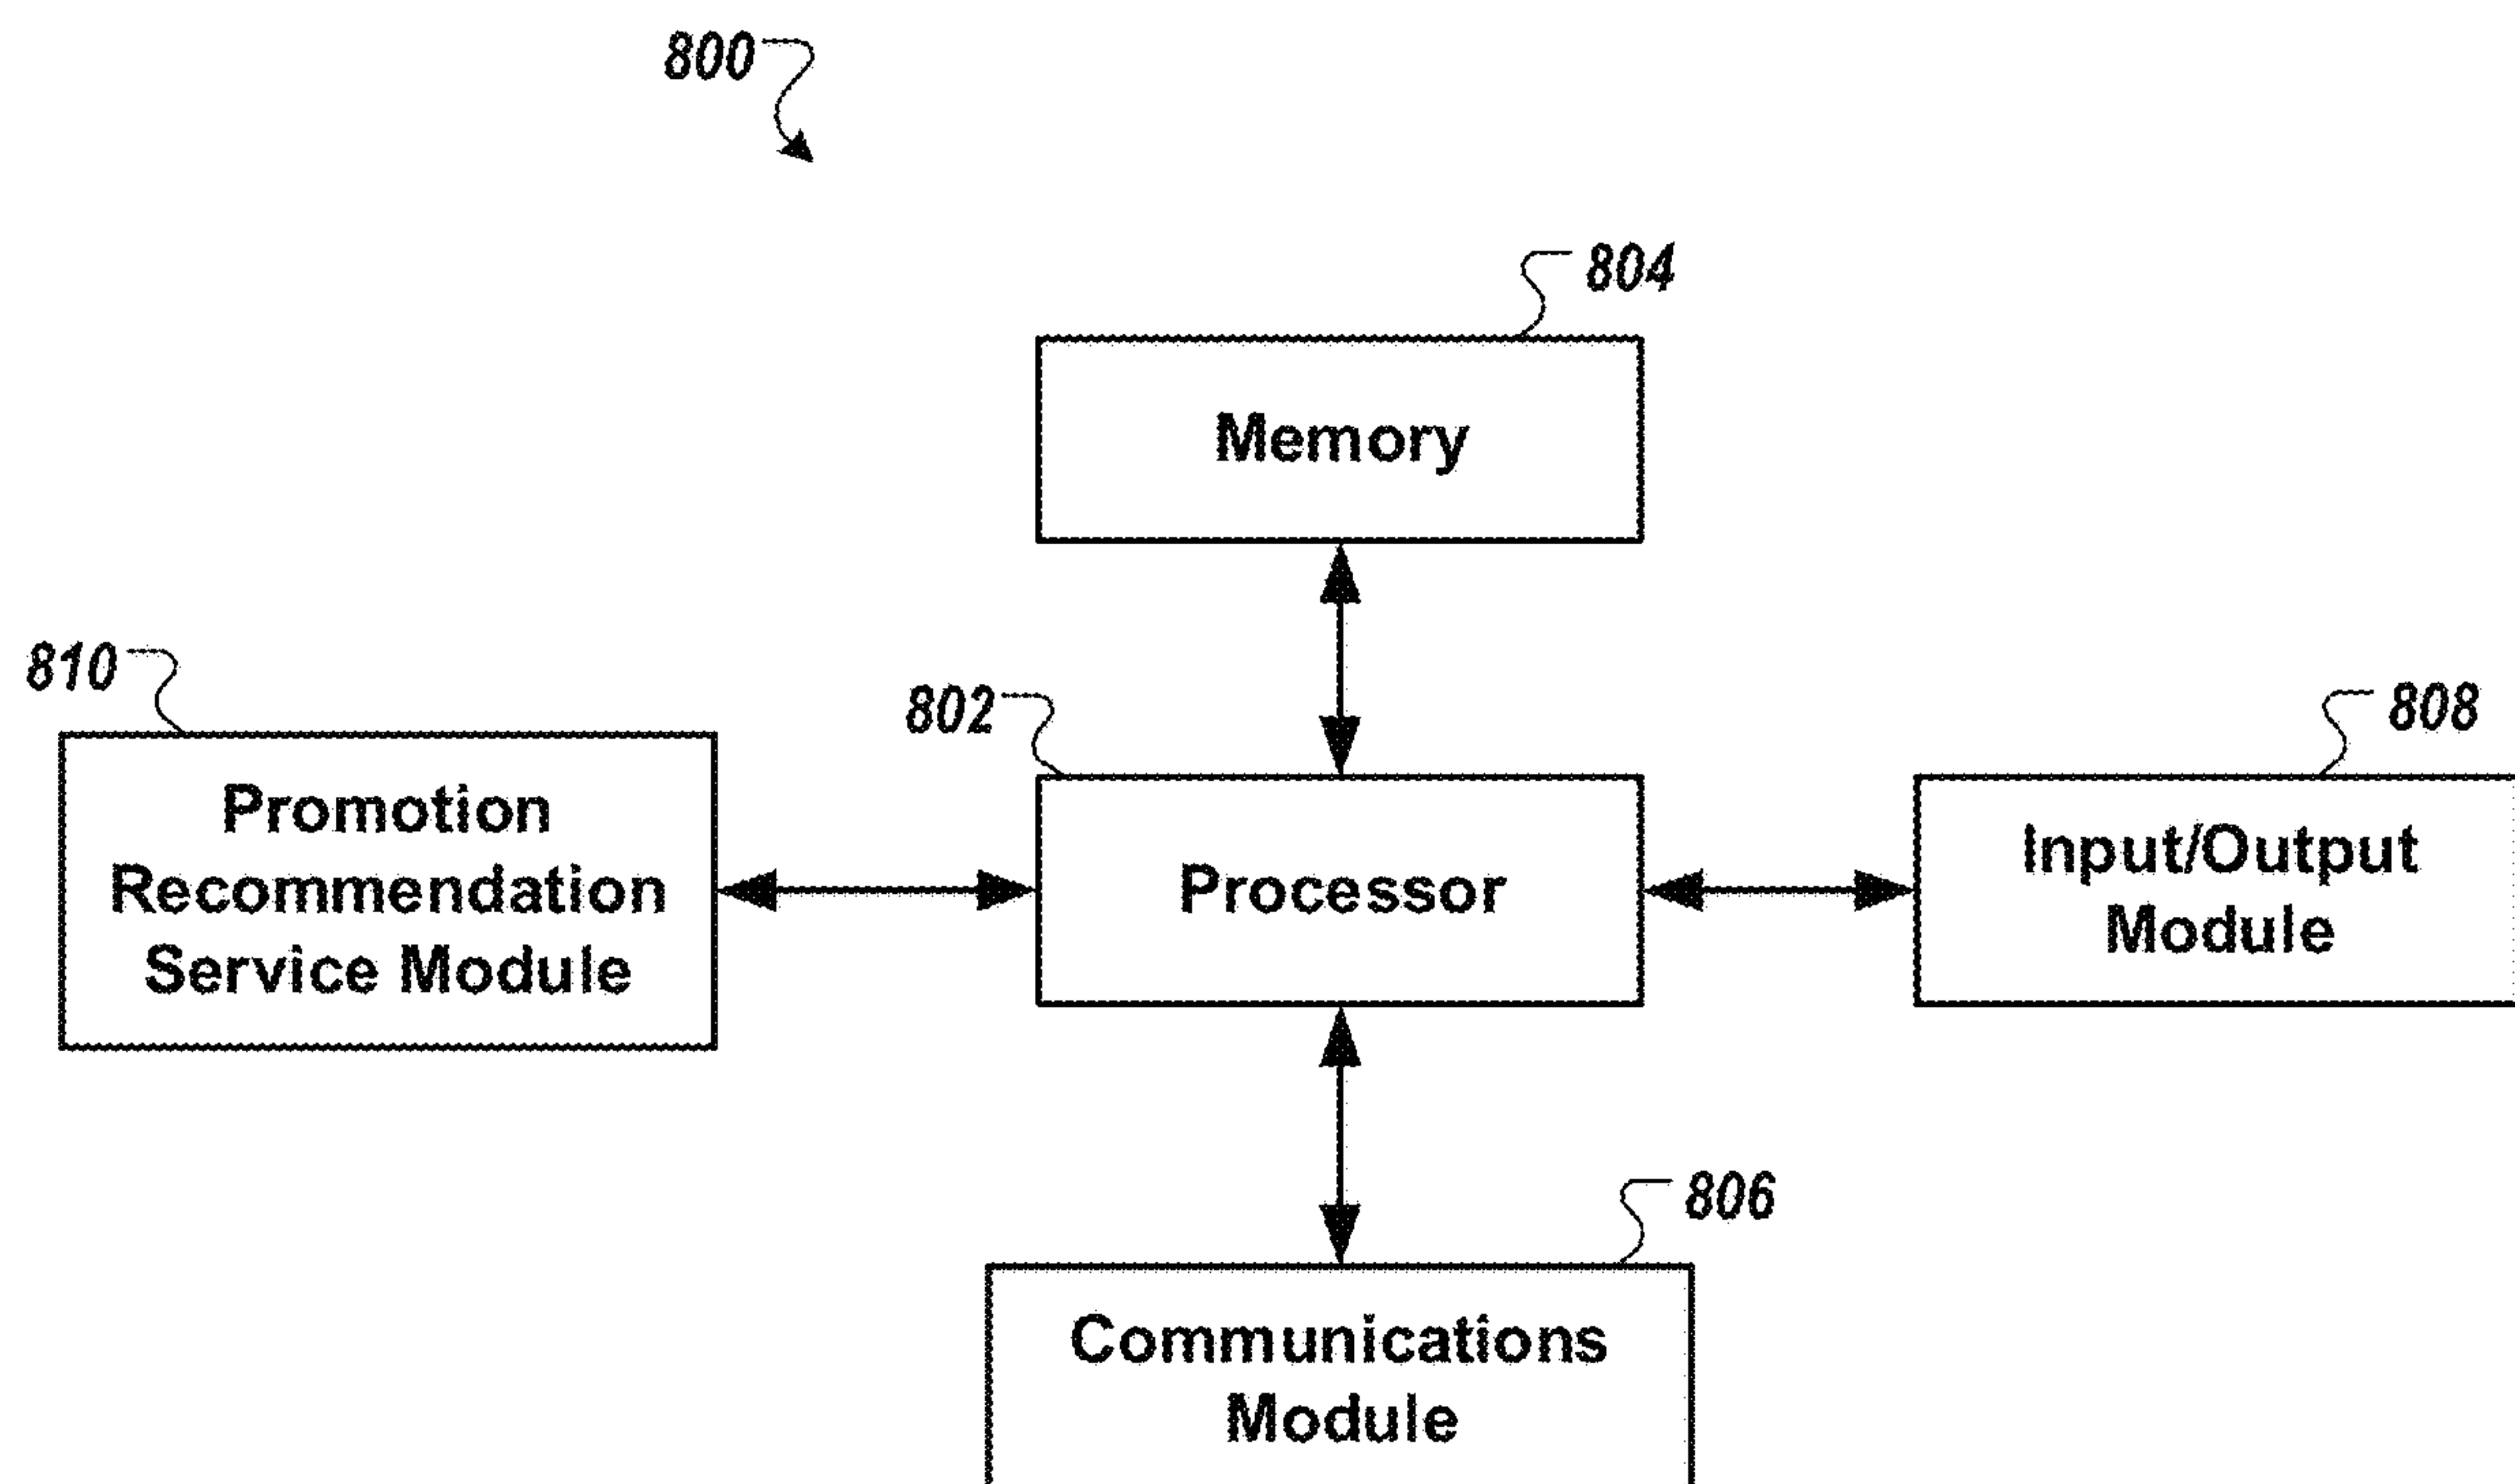 800
804
Memory
810
802
808
Promotion
Recommendation
Service Module
Processor
Input/Output
Module
806
Communications
Module